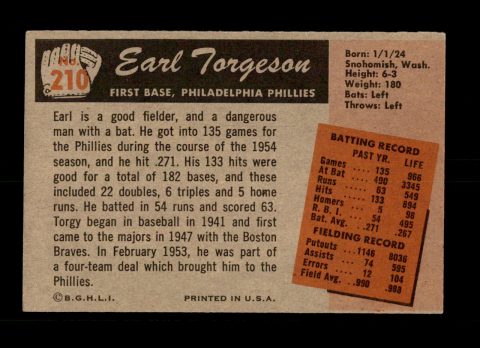 No.
210
Earl Torgeson
FIRST BASE, PHILADELPHIA PHILLIES
Born: 1/1/24
Snohomish, Wash.
Height: 6-3
Weight: 180
Bats: Left
Throws: Left
Earl is a good fielder, and a dangerous
man with a bat. He got into 135 games for
the Phillies during the course of the 1954
season, and he hit .271. His 133 hits were
good for a total of 182 bases, and these
included 22 doubles, 6 triples and 5 home
runs. He batted in 54 runs and scored 63.
Torgy began in baseball in 1941 and first
came to the majors in 1947 with the Boston
Braves. In February 1953, he was part of
a four-team deal which brought him to the
Phillies.
BATTING RECORD
PAST YR. LIFE
Games 135 966
At Bat 490 3345
Runs 63 634
Hits 133 894
Homers 5 98
R. B. I. 54 495
Bat. Avg. .271 .267
FIELDING RECORD
Putouts 1146 8036
Assists 74 595
Errors 12 104
Field Avg. .990 .988
©B.G.H.L.I. PRINTED IN U.S.A.